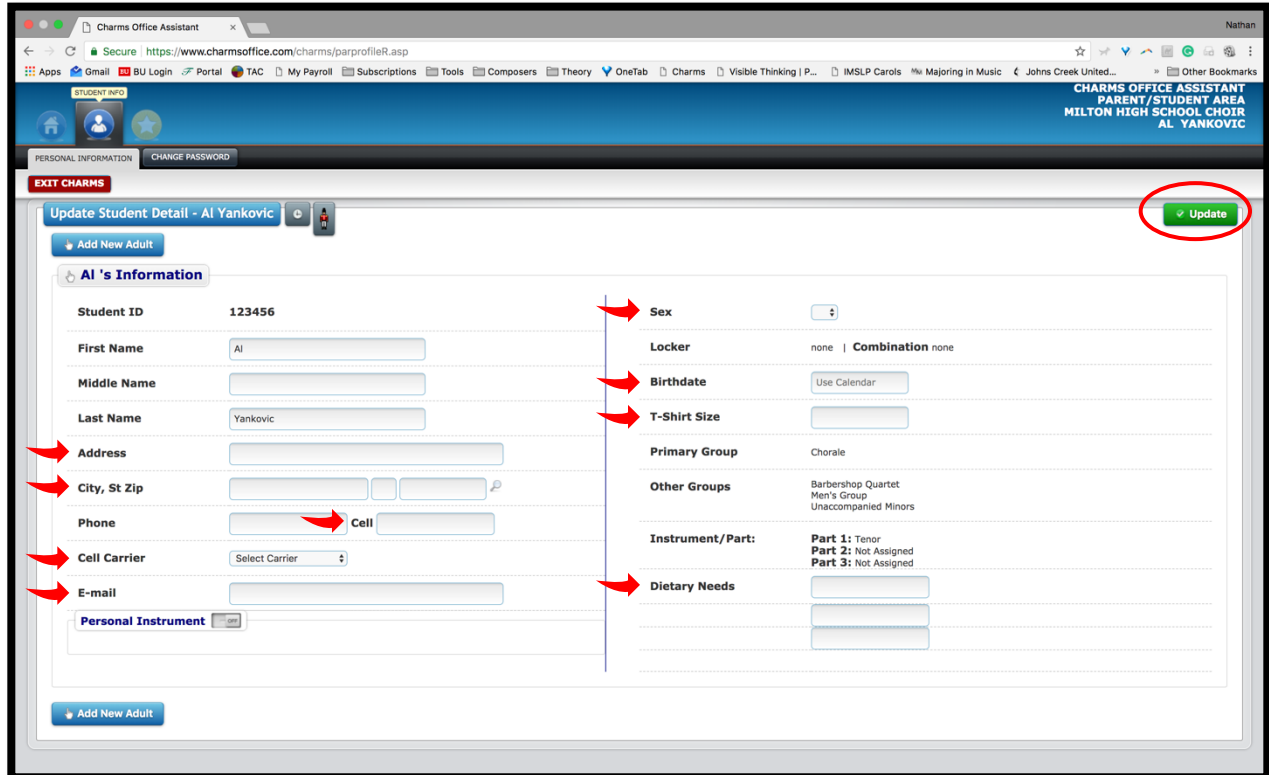 Charms Office Assistant
Nathan
Secure | https://www.charmsoffice.com/charms/parprofileR.asp
Apps Gmail BU BU Login Portal TAC My Payroll Subscriptions Tools Composers Theory OneTab Charms Visible Thinking | P... IMSLP Carols Majoring in Music Johns Creek United... » Other Bookmarks
STUDENT INFO
CHARMS OFFICE ASSISTANT
PARENT/STUDENT AREA
MILTON HIGH SCHOOL CHOIR
AL YANKOVIC
PERSONAL INFORMATION CHANGE PASSWORD
EXIT CHARMS
Update Student Detail - Al Yankovic
Update
Add New Adult
Al 's Information
Student ID 123456
First Name Al
Middle Name
Last Name Yankovic
Address
City, St Zip
Phone Cell
Cell Carrier Select Carrier
E-mail
Personal Instrument OFF
Sex
Locker none | Combination none
Birthdate Use Calendar
T-Shirt Size
Primary Group Chorale
Other Groups Barbershop Quartet
Men's Group
Unaccompanied Minors
Instrument/Part: Part 1: Tenor
Part 2: Not Assigned
Part 3: Not Assigned
Dietary Needs
Add New Adult